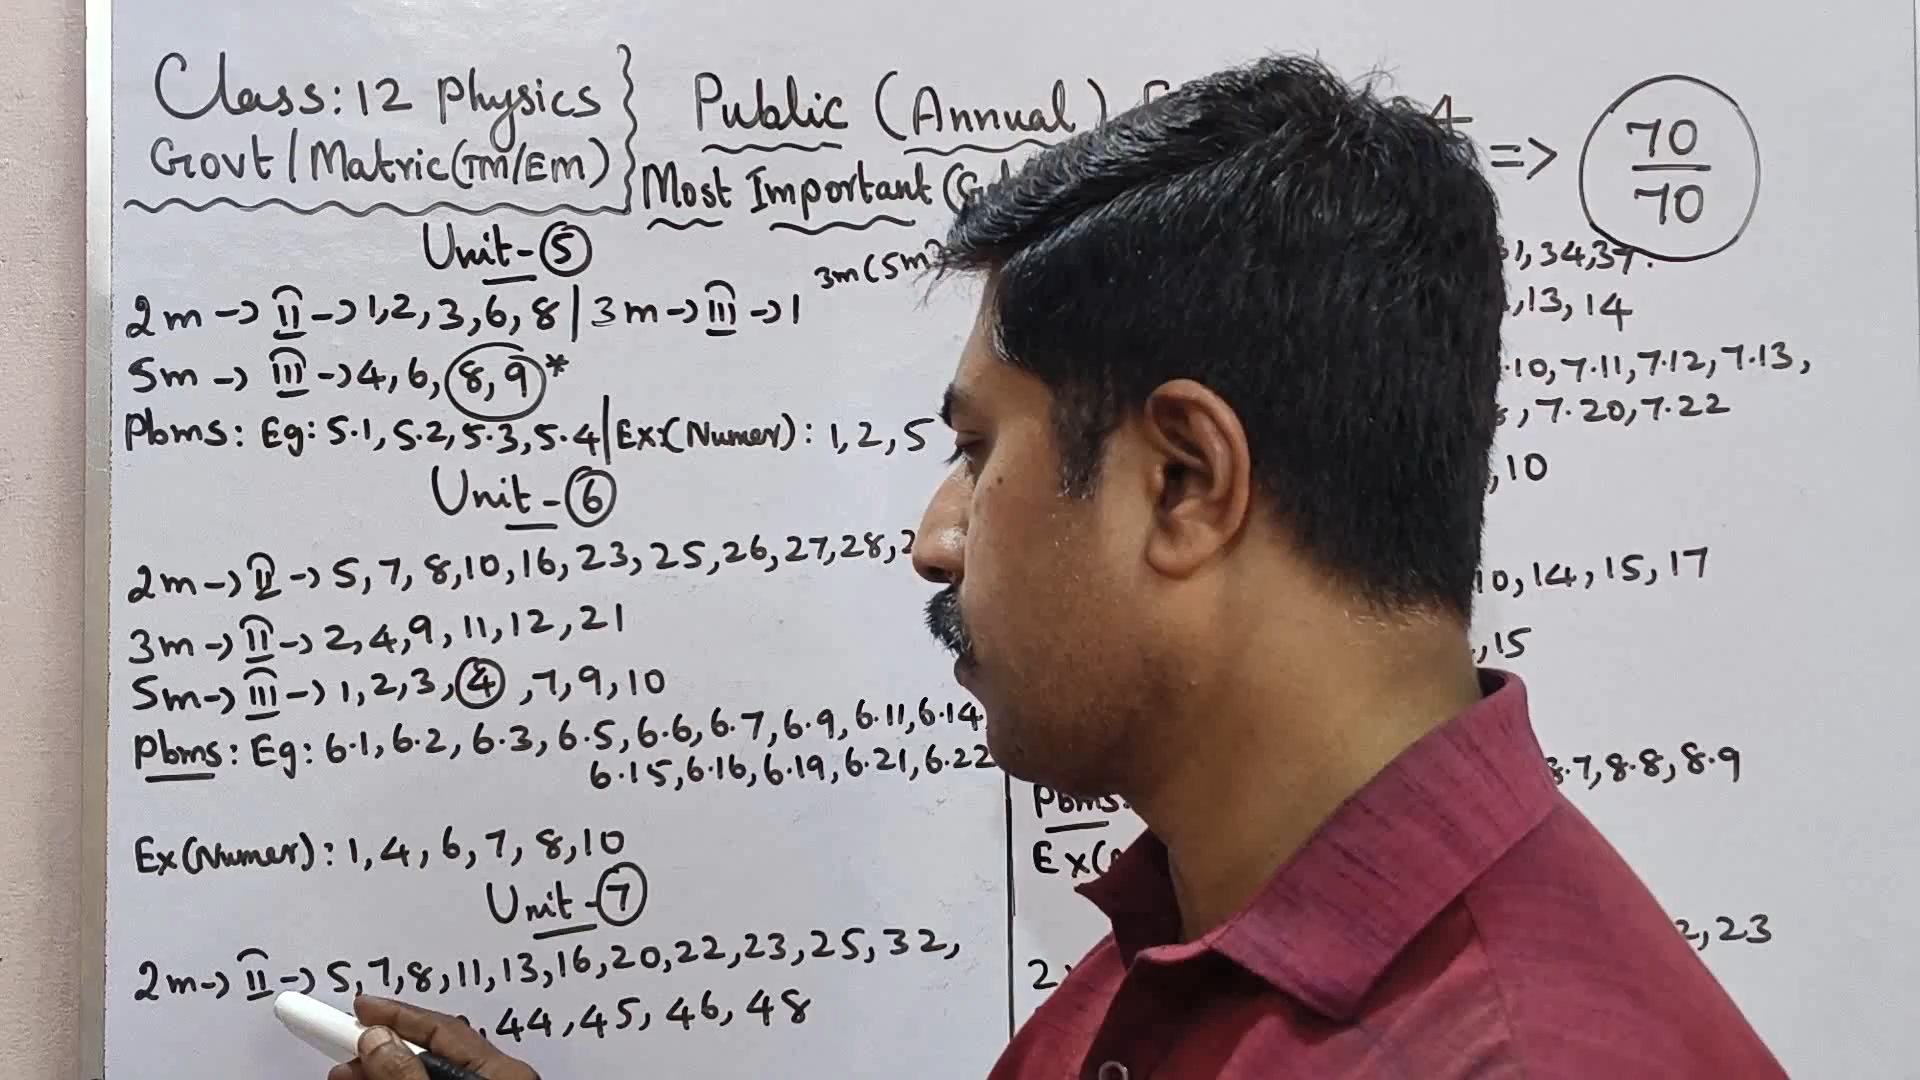 Class: 12 Physics
Govt / Matric (TM/EM)
Public (Annual)
Most Important
=> 70/70
Unit - 5
2m -> II -> 1, 2, 3, 6, 8 | 3m -> III -> 1
3m (5m)
5m -> III -> 4, 6, 8, 9 *
Pbms: Eg: 5.1, 5.2, 5.3, 5.4 | Ex:(Numer): 1, 2, 5
Unit - 6
2m -> II -> 5, 7, 8, 10, 16, 23, 25, 26, 27, 28,
3m -> II -> 2, 4, 9, 11, 12, 21
5m -> III -> 1, 2, 3, 4, 7, 9, 10
Pbms: Eg: 6.1, 6.2, 6.3, 6.5, 6.6, 6.7, 6.9, 6.11, 6.14
6.15, 6.16, 6.19, 6.21, 6.22
Ex(Numer): 1, 4, 6, 7, 8, 10
Unit - 7
2m -> II -> 5, 7, 8, 11, 13, 16, 20, 22, 23, 25, 32,
, 44, 45, 46, 48
, 34, 37.
, 13, 14
7.11, 7.12, 7.13,
, 7.20, 7.22
, 10
10, 14, 15, 17
, 15
8.8, 8.9
Pbms:
Ex(
, 23
2